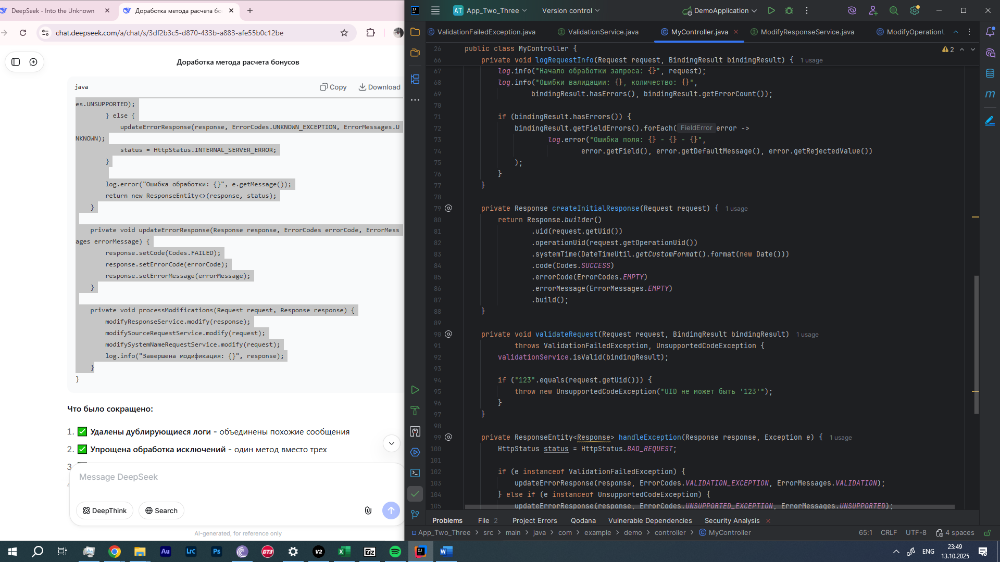 DeepSeek - Into the Unknown
Доработка метода расчета бо
chat.deepseek.com/a/chat/s/3df2b3c5-d870-433b-a883-afe55b0c12be
Доработка метода расчета бонусов
java
Copy
Download
es.UNSUPPORTED);
} else {
updateErrorResponse(response, ErrorCodes.UNKNOWN_EXCEPTION, ErrorMessages.U
NKNOWN);
status = HttpStatus.INTERNAL_SERVER_ERROR;
}
log.error("Ошибка обработки: {}", e.getMessage());
return new ResponseEntity<>(response, status);
}
private void updateErrorResponse(Response response, ErrorCodes errorCode, ErrorMess
ages errorMessage) {
response.setCode(Codes.FAILED);
response.setErrorCode(errorCode);
response.setErrorMessage(errorMessage);
}
private void processModifications(Request request, Response response) {
modifyResponseService.modify(response);
modifySourceRequestService.modify(request);
modifySystemNameRequestService.modify(request);
log.info("Завершена модификация: {}", response);
}
}
Что было сокращено:
1. ✅ Удалены дублирующиеся логи - объединены похожие сообщения
2. ✅ Упрощена обработка исключений - один метод вместо трех
3.
Message DeepSeek
DeepThink
Search
AI-generated, for reference only
AT App_Two_Three
Version control
DemoApplication
ValidationFailedException.java
ValidationService.java
MyController.java
ModifyResponseService.java
ModifyOperationU
26 public class MyController {
66 private void logRequestInfo(Request request, BindingResult bindingResult) { 1 usage
67 log.info("Начало обработки запроса: {}", request);
68 log.info("Ошибки валидации: {}, количество: {}",
69 bindingResult.hasErrors(), bindingResult.getErrorCount());
70
71 if (bindingResult.hasErrors()) {
72 bindingResult.getFieldErrors().forEach( FieldError error ->
73 log.error("Ошибка поля: {} - {} - {}",
74 error.getField(), error.getDefaultMessage(), error.getRejectedValue())
75 );
76 }
77 }
78
79 private Response createInitialResponse(Request request) { 1 usage
80 return Response.builder()
81 .uid(request.getUid())
82 .operationUid(request.getOperationUid())
83 .systemTime(DateTimeUtil.getCustomFormat().format(new Date()))
84 .code(Codes.SUCCESS)
85 .errorCode(ErrorCodes.EMPTY)
86 .errorMessage(ErrorMessages.EMPTY)
87 .build();
88 }
89
90 private void validateRequest(Request request, BindingResult bindingResult) 1 usage
91 throws ValidationFailedException, UnsupportedCodeException {
92 validationService.isValid(bindingResult);
93
94 if ("123".equals(request.getUid())) {
95 throw new UnsupportedCodeException("UID не может быть '123'");
96 }
97 }
98
99 private ResponseEntity<Response> handleException(Response response, Exception e) { 1 usage
100 HttpStatus status = HttpStatus.BAD_REQUEST;
101
102 if (e instanceof ValidationFailedException) {
103 updateErrorResponse(response, ErrorCodes.VALIDATION_EXCEPTION, ErrorMessages.VALIDATION);
104 } else if (e instanceof UnsupportedCodeException) {
105 updateErrorResponse(response, ErrorCodes.UNSUPPORTED_EXCEPTION, ErrorMessages.UNSUPPORTED);
2
Problems
File 2
Project Errors
Qodana
Vulnerable Dependencies
Security Analysis
App_Two_Three > src > main > java > com > example > demo > controller > MyController
65:1
CRLF
UTF-8
4 spaces
Au
LrC
Ps
GT3
V2
7z
ENG
23:49
13.10.2025